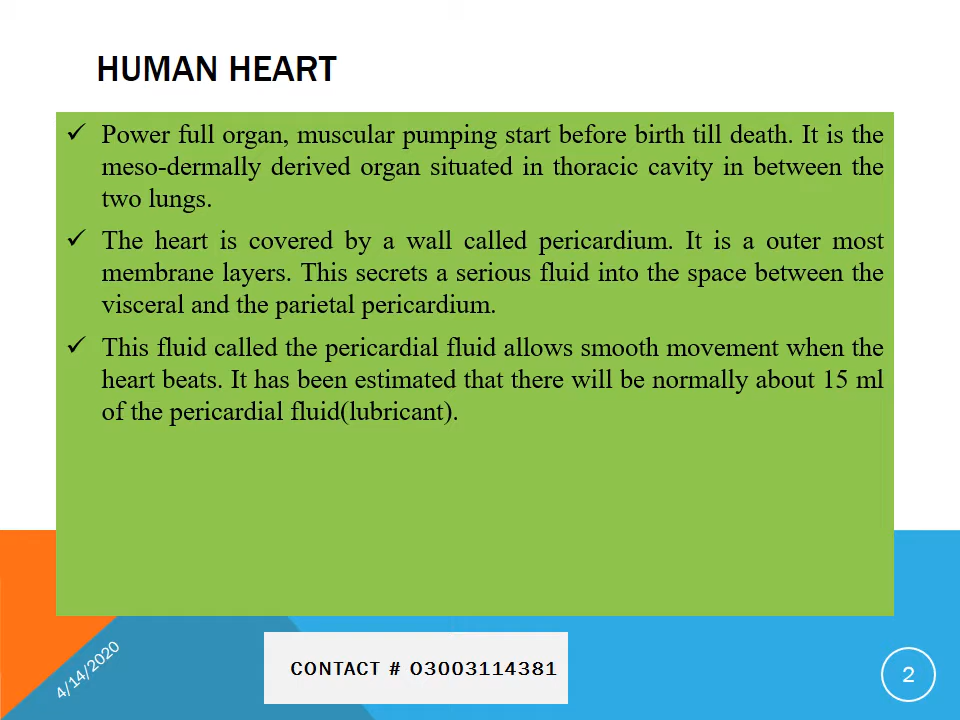 HUMAN HEART
✓ Power full organ, muscular pumping start before birth till death. It is the
meso-dermally derived organ situated in thoracic cavity in between the
two lungs.
✓ The heart is covered by a wall called pericardium. It is a outer most
membrane layers. This secrets a serious fluid into the space between the
visceral and the parietal pericardium.
✓ This fluid called the pericardial fluid allows smooth movement when the
heart beats. It has been estimated that there will be normally about 15 ml
of the pericardial fluid(lubricant).
4/14/2020
CONTACT # 03003114381
2